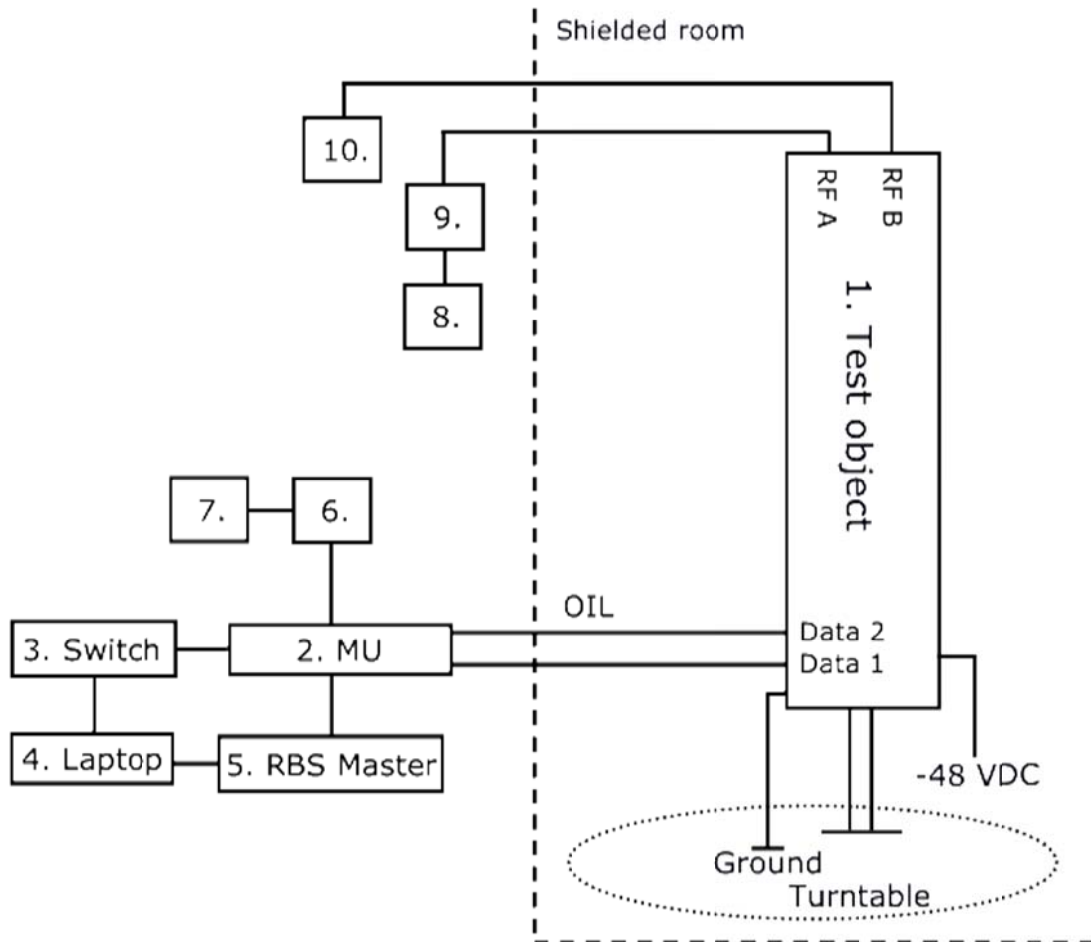 Shielded room
10.
9.
8.
RF A
RF B
1. Test object
7.
6.
OIL
3. Switch
2. MU
Data 2
Data 1
4. Laptop
5. RBS Master
-48 VDC
Ground
Turntable